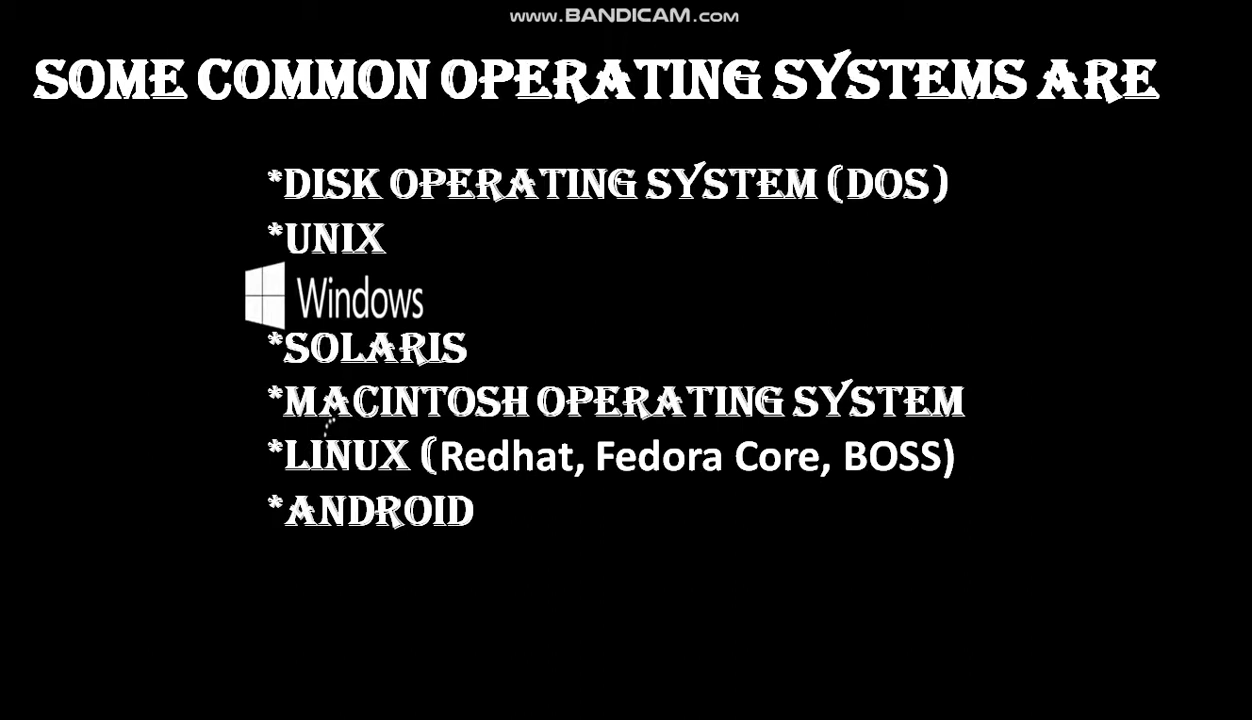 www.BANDICAM.com
SOME COMMON OPERATING SYSTEMS ARE
*DISK OPERATING SYSTEM (DOS)
*UNIX
Windows
*SOLARIS
*MACINTOSH OPERATING SYSTEM
*LINUX (Redhat, Fedora Core, BOSS)
*ANDROID